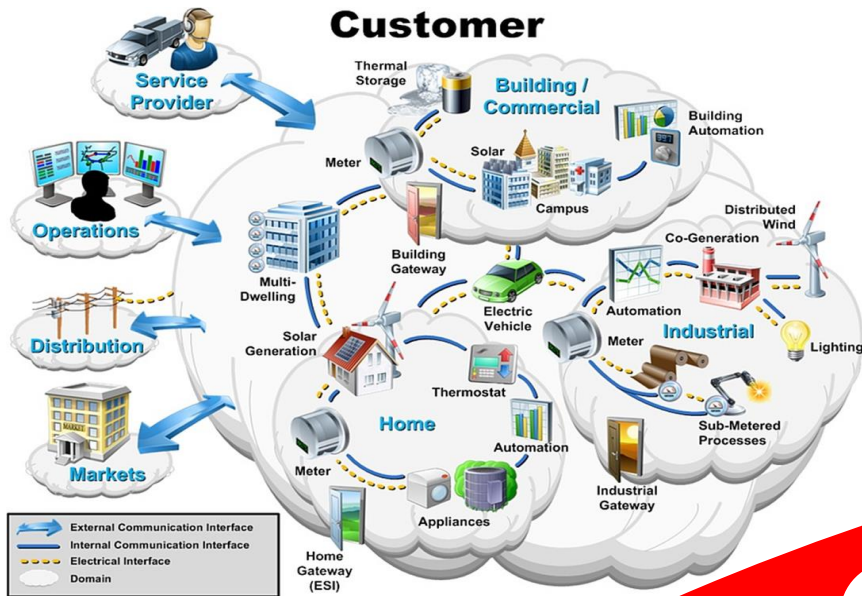 Customer
Service
Provider
Thermal
Storage
Building /
Commercial
Building
Automation
Meter
Solar
Campus
Operations
Building
Gateway
Multi-
Dwelling
Distributed
Wind
Co-Generation
Electric
Vehicle
Automation
Distribution
Solar
Generation
Meter
Industrial
Lighting
Thermostat
Home
Sub-Metered
Processes
MARKET
Markets
Meter
Automation
Industrial
Gateway
Appliances
Home
Gateway
(ESI)
External Communication Interface
Internal Communication Interface
Electrical Interface
Domain